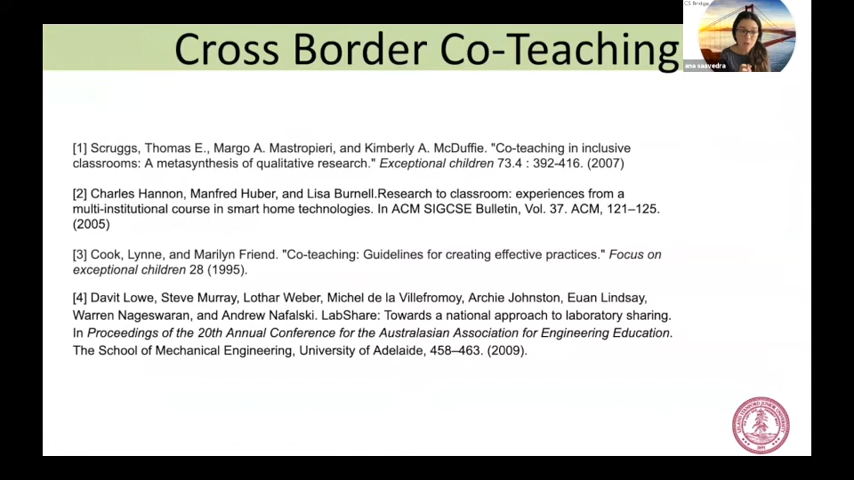 CS Bridge
Cross Border Co-Teaching
ana saavedra
[1] Scruggs, Thomas E., Margo A. Mastropieri, and Kimberly A. McDuffie. "Co-teaching in inclusive
classrooms: A metasynthesis of qualitative research." Exceptional children 73.4 : 392-416. (2007)
[2] Charles Hannon, Manfred Huber, and Lisa Burnell.Research to classroom: experiences from a
multi-institutional course in smart home technologies. In ACM SIGCSE Bulletin, Vol. 37. ACM, 121–125.
(2005)
[3] Cook, Lynne, and Marilyn Friend. "Co-teaching: Guidelines for creating effective practices." Focus on
exceptional children 28 (1995).
[4] Davit Lowe, Steve Murray, Lothar Weber, Michel de la Villefromoy, Archie Johnston, Euan Lindsay,
Warren Nageswaran, and Andrew Nafalski. LabShare: Towards a national approach to laboratory sharing.
In Proceedings of the 20th Annual Conference for the Australasian Association for Engineering Education.
The School of Mechanical Engineering, University of Adelaide, 458–463. (2009).